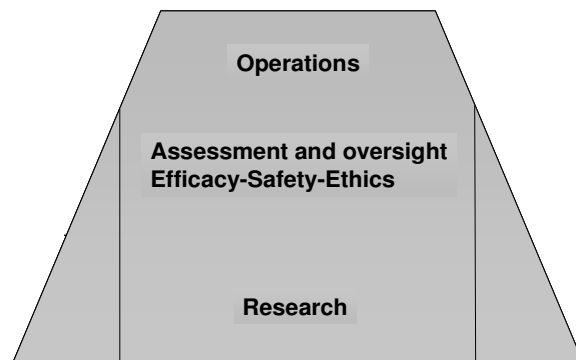 Operations
Assessment and oversight
Efficacy-Safety-Ethics
Research